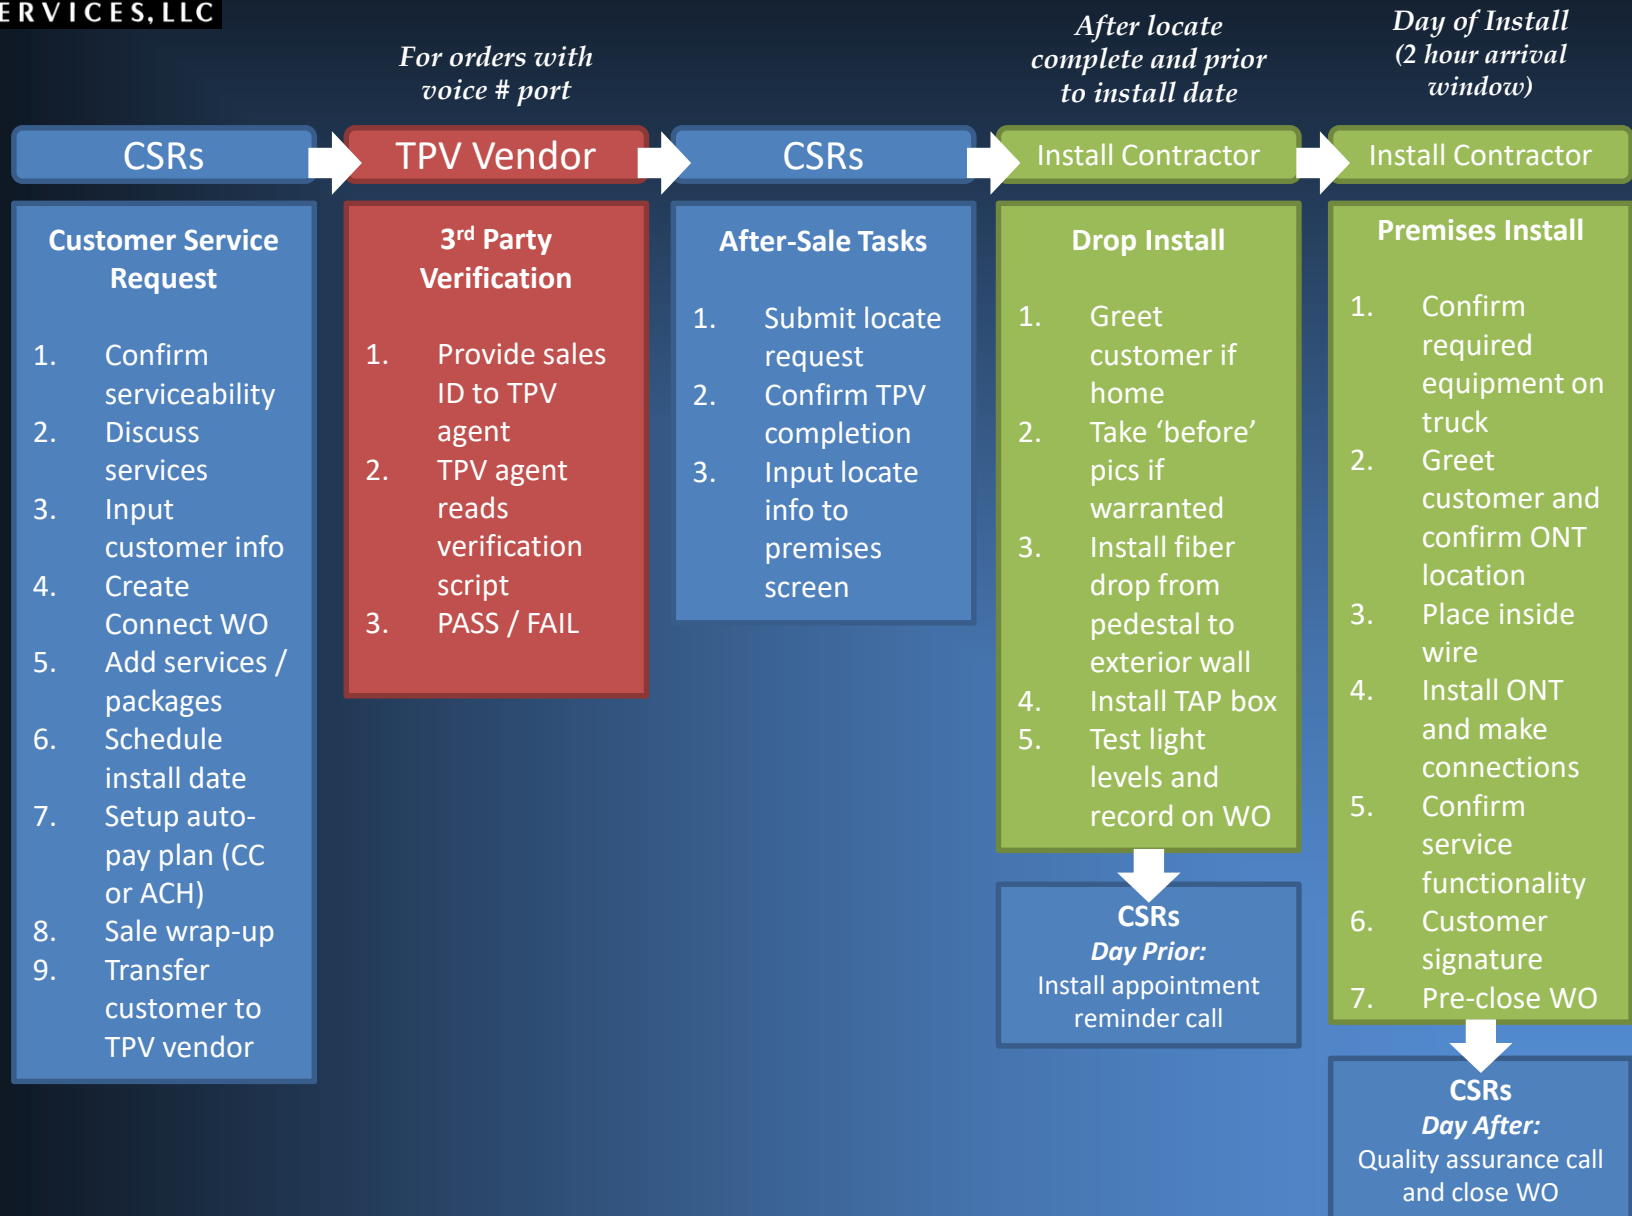 ERVICES, LLC
For orders with
voice # port
After locate
complete and prior
to install date
Day of Install
(2 hour arrival
window)
CSRs
TPV Vendor
CSRs
Install Contractor
Install Contractor
Customer Service
Request
1. Confirm
serviceability
2. Discuss
services
3. Input
customer info
4. Create
Connect WO
5. Add services /
packages
6. Schedule
install date
7. Setup auto-
pay plan (CC
or ACH)
8. Sale wrap-up
9. Transfer
customer to
TPV vendor
3rd Party
Verification
1. Provide sales
ID to TPV
agent
2. TPV agent
reads
verification
script
3. PASS / FAIL
After-Sale Tasks
1. Submit locate
request
2. Confirm TPV
completion
3. Input locate
info to
premises
screen
Drop Install
1. Greet
customer if
home
2. Take ‘before’
pics if
warranted
3. Install fiber
drop from
pedestal to
exterior wall
4. Install TAP box
5. Test light
levels and
record on WO
CSRs
Day Prior:
Install appointment
reminder call
Premises Install
1. Confirm
required
equipment on
truck
2. Greet
customer and
confirm ONT
location
3. Place inside
wire
4. Install ONT
and make
connections
5. Confirm
service
functionality
6. Customer
signature
7. Pre-close WO
CSRs
Day After:
Quality assurance call
and close WO